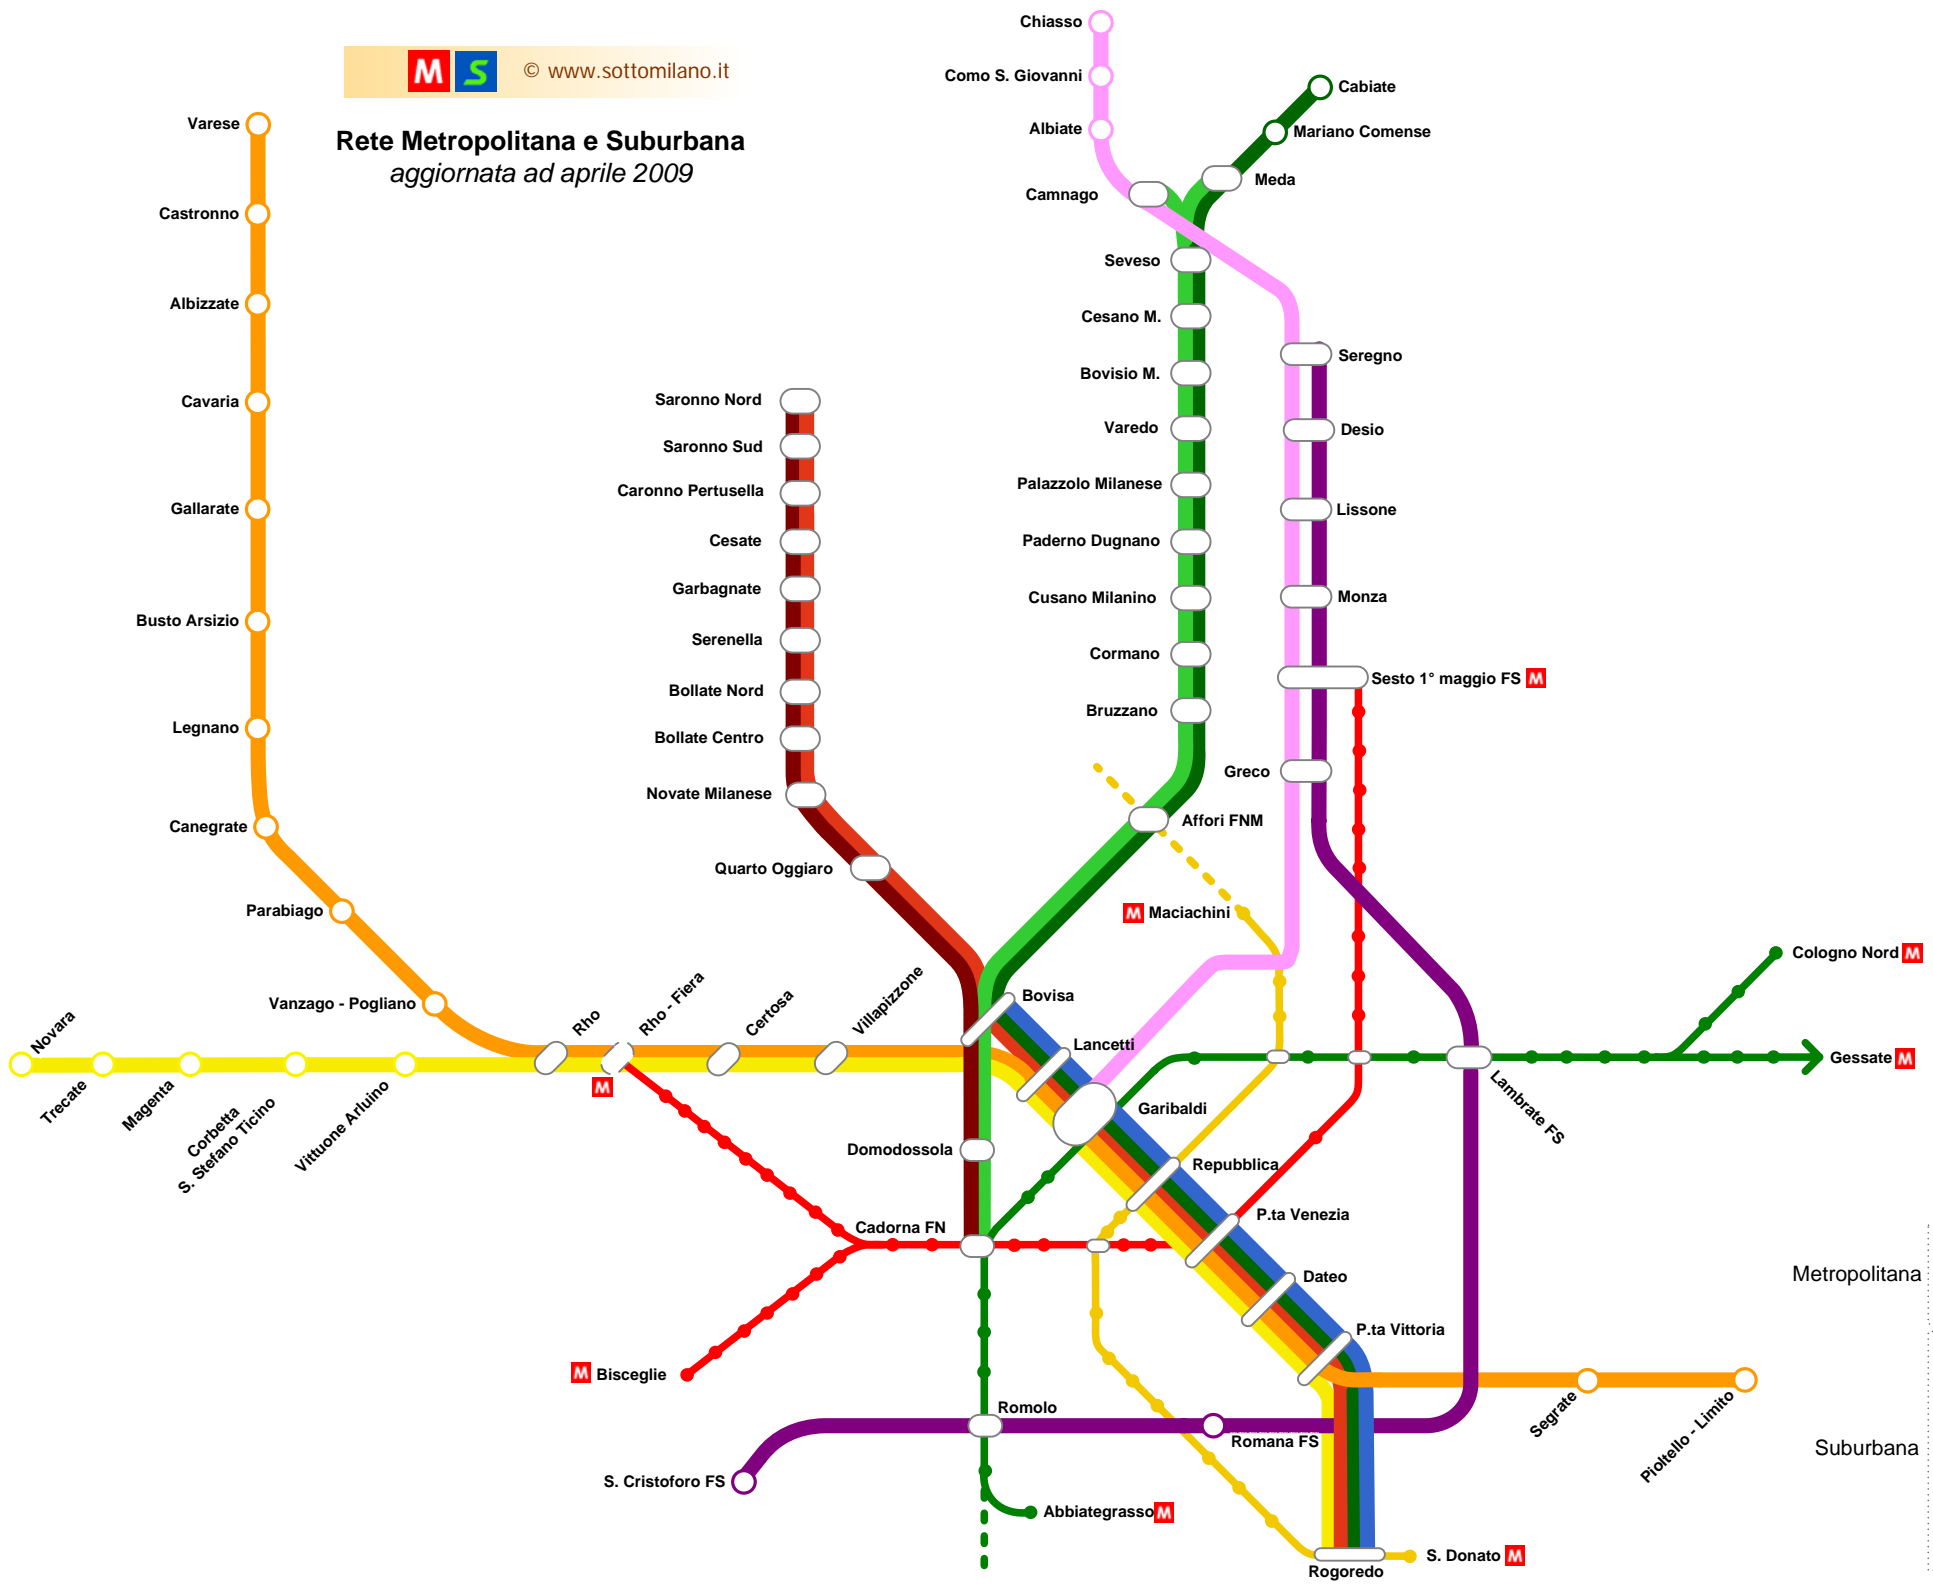 M S © www.sottomilano.it
Rete Metropolitana e Suburbana
aggiornata ad aprile 2009
Chiasso
Como S. Giovanni
Albiate
Camnago
Cabiate
Mariano Comense
Meda
Seveso
Cesano M.
Bovisio M.
Varedo
Palazzolo Milanese
Paderno Dugnano
Cusano Milanino
Cormano
Bruzzano
Affori FNM
Seregno
Desio
Lissone
Monza
Sesto 1° maggio FS M
Greco
Varese
Castronno
Albizzate
Cavaria
Gallarate
Busto Arsizio
Legnano
Canegrate
Parabiago
Vanzago - Pogliano
Saronno Nord
Saronno Sud
Caronno Pertusella
Cesate
Garbagnate
Serenella
Bollate Nord
Bollate Centro
Novate Milanese
Quarto Oggiaro
M Maciachini
Cologno Nord M
Gessate M
Novara
Trecate
Magenta
Corbetta
S. Stefano Ticino
Vittuone Arluino
Rho
Rho - Fiera
M
Certosa
Villapizzone
Bovisa
Lancetti
Garibaldi
Repubblica
P.ta Venezia
Dateo
P.ta Vittoria
Lambrate FS
Domodossola
Cadorna FN
M Bisceglie
Romolo
Romana FS
S. Cristoforo FS
Abbiategrasso M
Segrate
Pioltello - Limito
Rogoredo
S. Donato M
Metropolitana
Suburbana